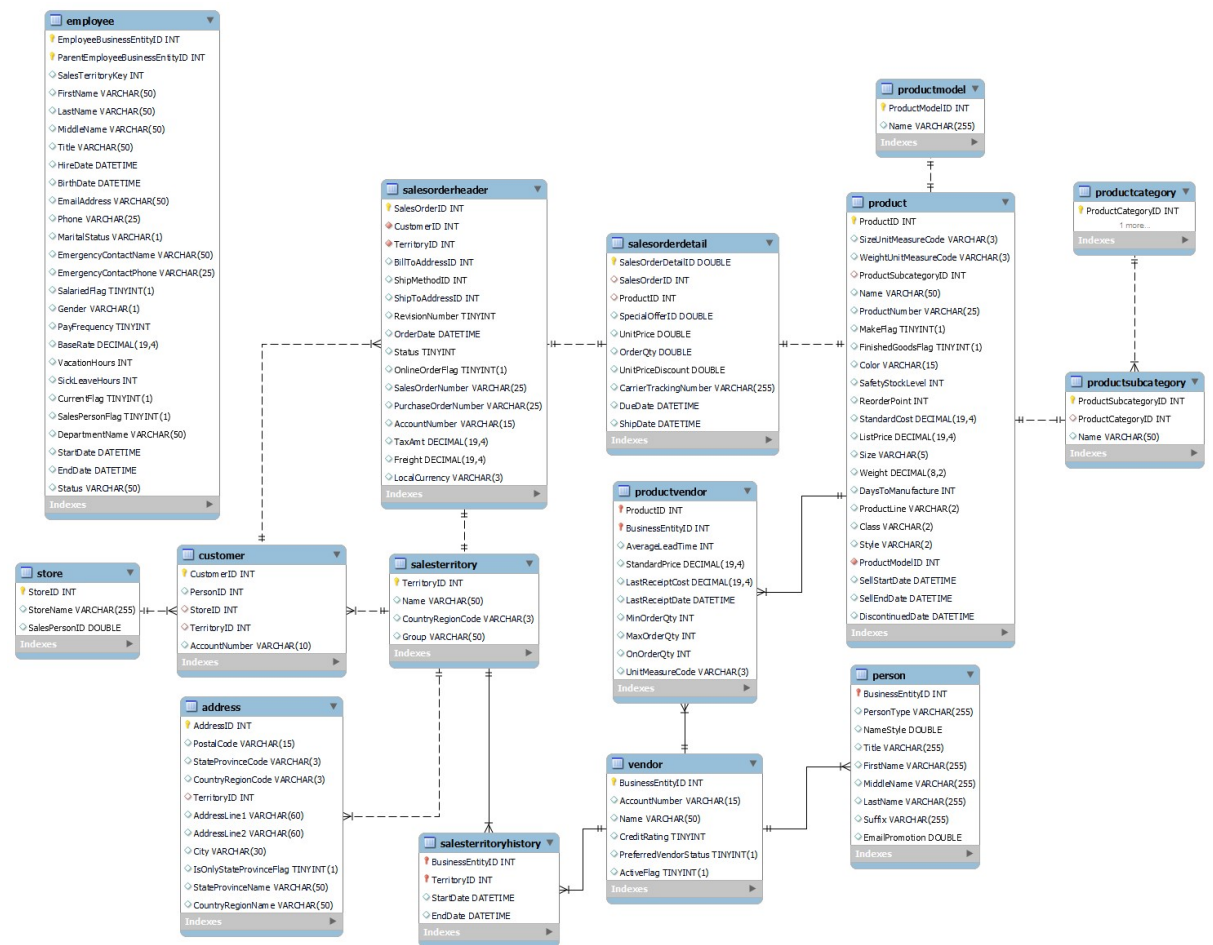 employee
EmployeeBusinessEntityID INT
ParentEmployeeBusinessEntityID INT
SalesTerritoryKey INT
FirstName VARCHAR(50)
LastName VARCHAR(50)
MiddleName VARCHAR(50)
Title VARCHAR(50)
HireDate DATETIME
BirthDate DATETIME
EmailAddress VARCHAR(50)
Phone VARCHAR(25)
MaritalStatus VARCHAR(1)
EmergencyContactName VARCHAR(50)
EmergencyContactPhone VARCHAR(25)
SalariedFlag TINYINT(1)
Gender VARCHAR(1)
PayFrequency TINYINT
BaseRate DECIMAL(19,4)
VacationHours INT
SickLeaveHours INT
CurrentFlag TINYINT(1)
SalesPersonFlag TINYINT(1)
DepartmentName VARCHAR(50)
StartDate DATETIME
EndDate DATETIME
Status VARCHAR(50)
Indexes
salesorderheader
SalesOrderID INT
CustomerID INT
TerritoryID INT
BillToAddressID INT
ShipMethodID INT
ShipToAddressID INT
RevisionNumber TINYINT
OrderDate DATETIME
Status TINYINT
OnlineOrderFlag TINYINT(1)
SalesOrderNumber VARCHAR(25)
PurchaseOrderNumber VARCHAR(25)
AccountNumber VARCHAR(15)
TaxAmt DECIMAL(19,4)
Freight DECIMAL(19,4)
LocalCurrency VARCHAR(3)
Indexes
salesorderdetail
SalesOrderDetailID DOUBLE
SalesOrderID INT
ProductID INT
SpecialOfferID DOUBLE
UnitPrice DOUBLE
OrderQty DOUBLE
UnitPriceDiscount DOUBLE
CarrierTrackingNumber VARCHAR(255)
DueDate DATETIME
ShipDate DATETIME
Indexes
productmodel
ProductModelID INT
Name VARCHAR(255)
Indexes
product
ProductID INT
SizeUnitMeasureCode VARCHAR(3)
WeightUnitMeasureCode VARCHAR(3)
ProductSubcategoryID INT
Name VARCHAR(50)
ProductNumber VARCHAR(25)
MakeFlag TINYINT(1)
FinishedGoodsFlag TINYINT(1)
Color VARCHAR(15)
SafetyStockLevel INT
ReorderPoint INT
StandardCost DECIMAL(19,4)
ListPrice DECIMAL(19,4)
Size VARCHAR(5)
Weight DECIMAL(8,2)
DaysToManufacture INT
ProductLine VARCHAR(2)
Class VARCHAR(2)
Style VARCHAR(2)
ProductModelID INT
SellStartDate DATETIME
SellEndDate DATETIME
DiscontinuedDate DATETIME
Indexes
productcategory
ProductCategoryID INT
1 more...
Indexes
productsubcategory
ProductSubcategoryID INT
ProductCategoryID INT
Name VARCHAR(50)
Indexes
store
StoreID INT
StoreName VARCHAR(255)
SalesPersonID DOUBLE
Indexes
customer
CustomerID INT
PersonID INT
StoreID INT
TerritoryID INT
AccountNumber VARCHAR(10)
Indexes
salesterritory
TerritoryID INT
Name VARCHAR(50)
CountryRegionCode VARCHAR(3)
Group VARCHAR(50)
Indexes
productvendor
ProductID INT
BusinessEntityID INT
AverageLeadTime INT
StandardPrice DECIMAL(19,4)
LastReceiptCost DECIMAL(19,4)
LastReceiptDate DATETIME
MinOrderQty INT
MaxOrderQty INT
OnOrderQty INT
UnitMeasureCode VARCHAR(3)
Indexes
address
AddressID INT
PostalCode VARCHAR(15)
StateProvinceCode VARCHAR(3)
CountryRegionCode VARCHAR(3)
TerritoryID INT
AddressLine1 VARCHAR(60)
AddressLine2 VARCHAR(60)
City VARCHAR(30)
IsOnlyStateProvinceFlag TINYINT(1)
StateProvinceName VARCHAR(50)
CountryRegionName VARCHAR(50)
Indexes
salesterritoryhistory
BusinessEntityID INT
TerritoryID INT
StartDate DATETIME
EndDate DATETIME
Indexes
vendor
BusinessEntityID INT
AccountNumber VARCHAR(15)
Name VARCHAR(50)
CreditRating TINYINT
PreferredVendorStatus TINYINT(1)
ActiveFlag TINYINT(1)
Indexes
person
BusinessEntityID INT
PersonType VARCHAR(255)
NameStyle DOUBLE
Title VARCHAR(255)
FirstName VARCHAR(255)
MiddleName VARCHAR(255)
LastName VARCHAR(255)
Suffix VARCHAR(255)
EmailPromotion DOUBLE
Indexes